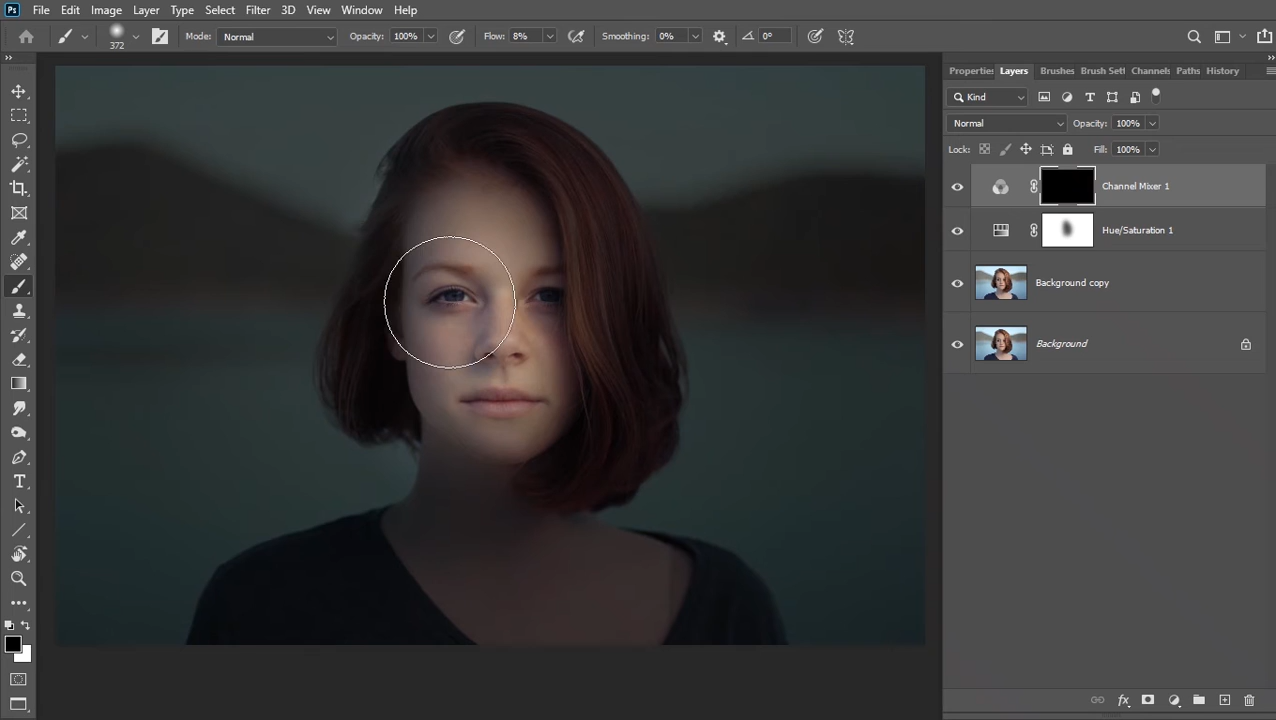 Ps File Edit Image Layer Type Select Filter 3D View Window Help
372 Mode: Normal Opacity: 100% Flow: 8% Smoothing: 0% 0°
Properties Layers Brushes Brush Sett Channels Paths History
Kind
Normal Opacity: 100%
Lock: Fill: 100%
Channel Mixer 1
Hue/Saturation 1
Background copy
Background